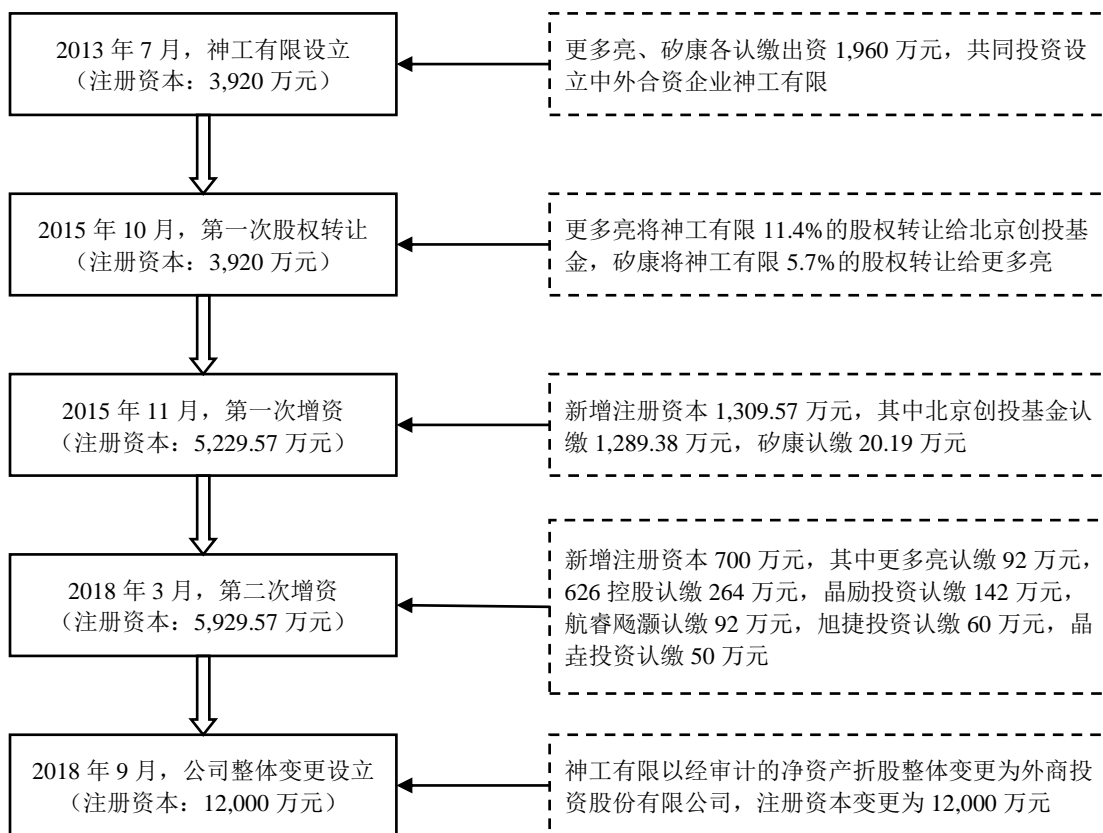 2013 年 7 月，神工有限设立
（注册资本：3,920 万元）
更多亮、矽康各认缴出资 1,960 万元，共同投资设
立中外合资企业神工有限
2015 年 10 月，第一次股权转让
（注册资本：3,920 万元）
更多亮将神工有限 11.4%的股权转让给北京创投基
金，矽康将神工有限 5.7%的股权转让给更多亮
2015 年 11 月，第一次增资
（注册资本：5,229.57 万元）
新增注册资本 1,309.57 万元，其中北京创投基金认
缴 1,289.38 万元，矽康认缴 20.19 万元
2018 年 3 月，第二次增资
（注册资本：5,929.57 万元）
新增注册资本 700 万元，其中更多亮认缴 92 万元，
626 控股认缴 264 万元，晶励投资认缴 142 万元，
航睿飏灏认缴 92 万元，旭捷投资认缴 60 万元，晶
垚投资认缴 50 万元
2018 年 9 月，公司整体变更设立
（注册资本：12,000 万元）
神工有限以经审计的净资产折股整体变更为外商投
资股份有限公司，注册资本变更为 12,000 万元